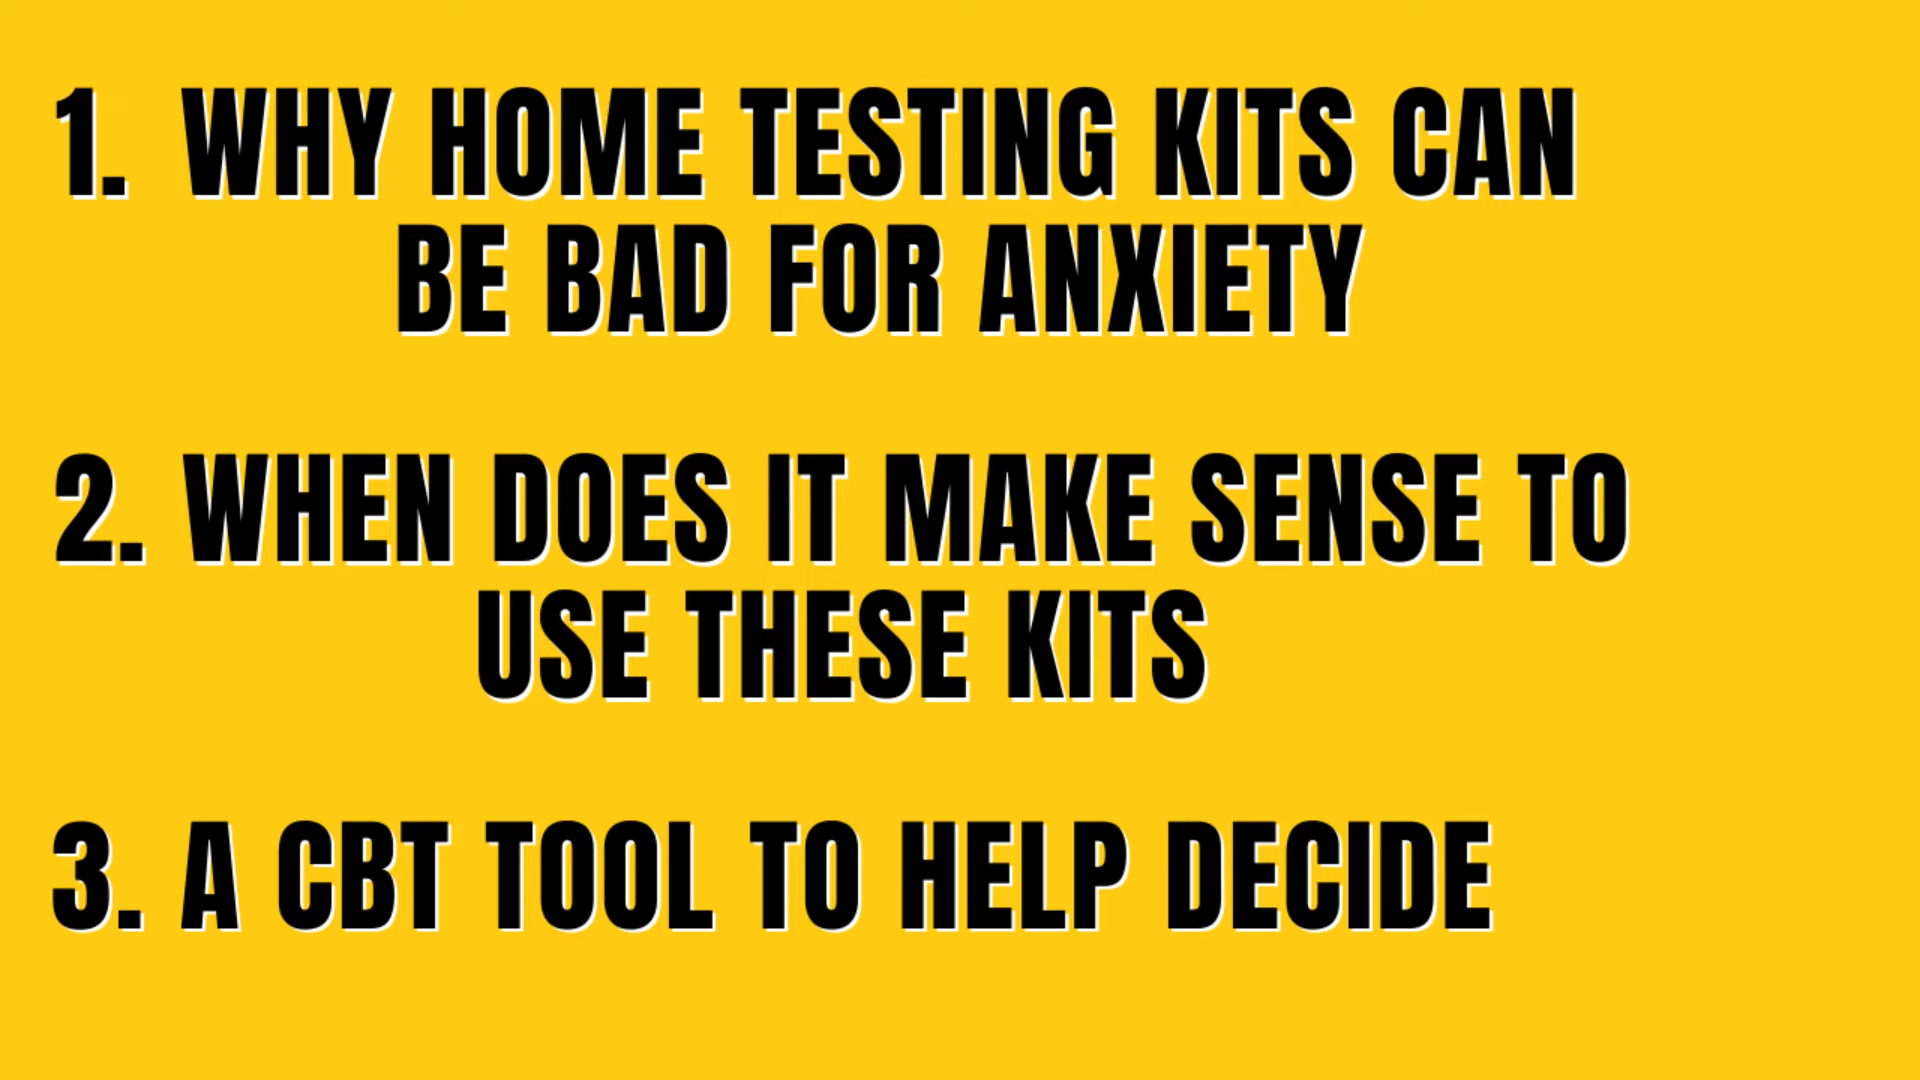 1. WHY HOME TESTING KITS CAN
BE BAD FOR ANXIETY
2. WHEN DOES IT MAKE SENSE TO
USE THESE KITS
3. A CBT TOOL TO HELP DECIDE